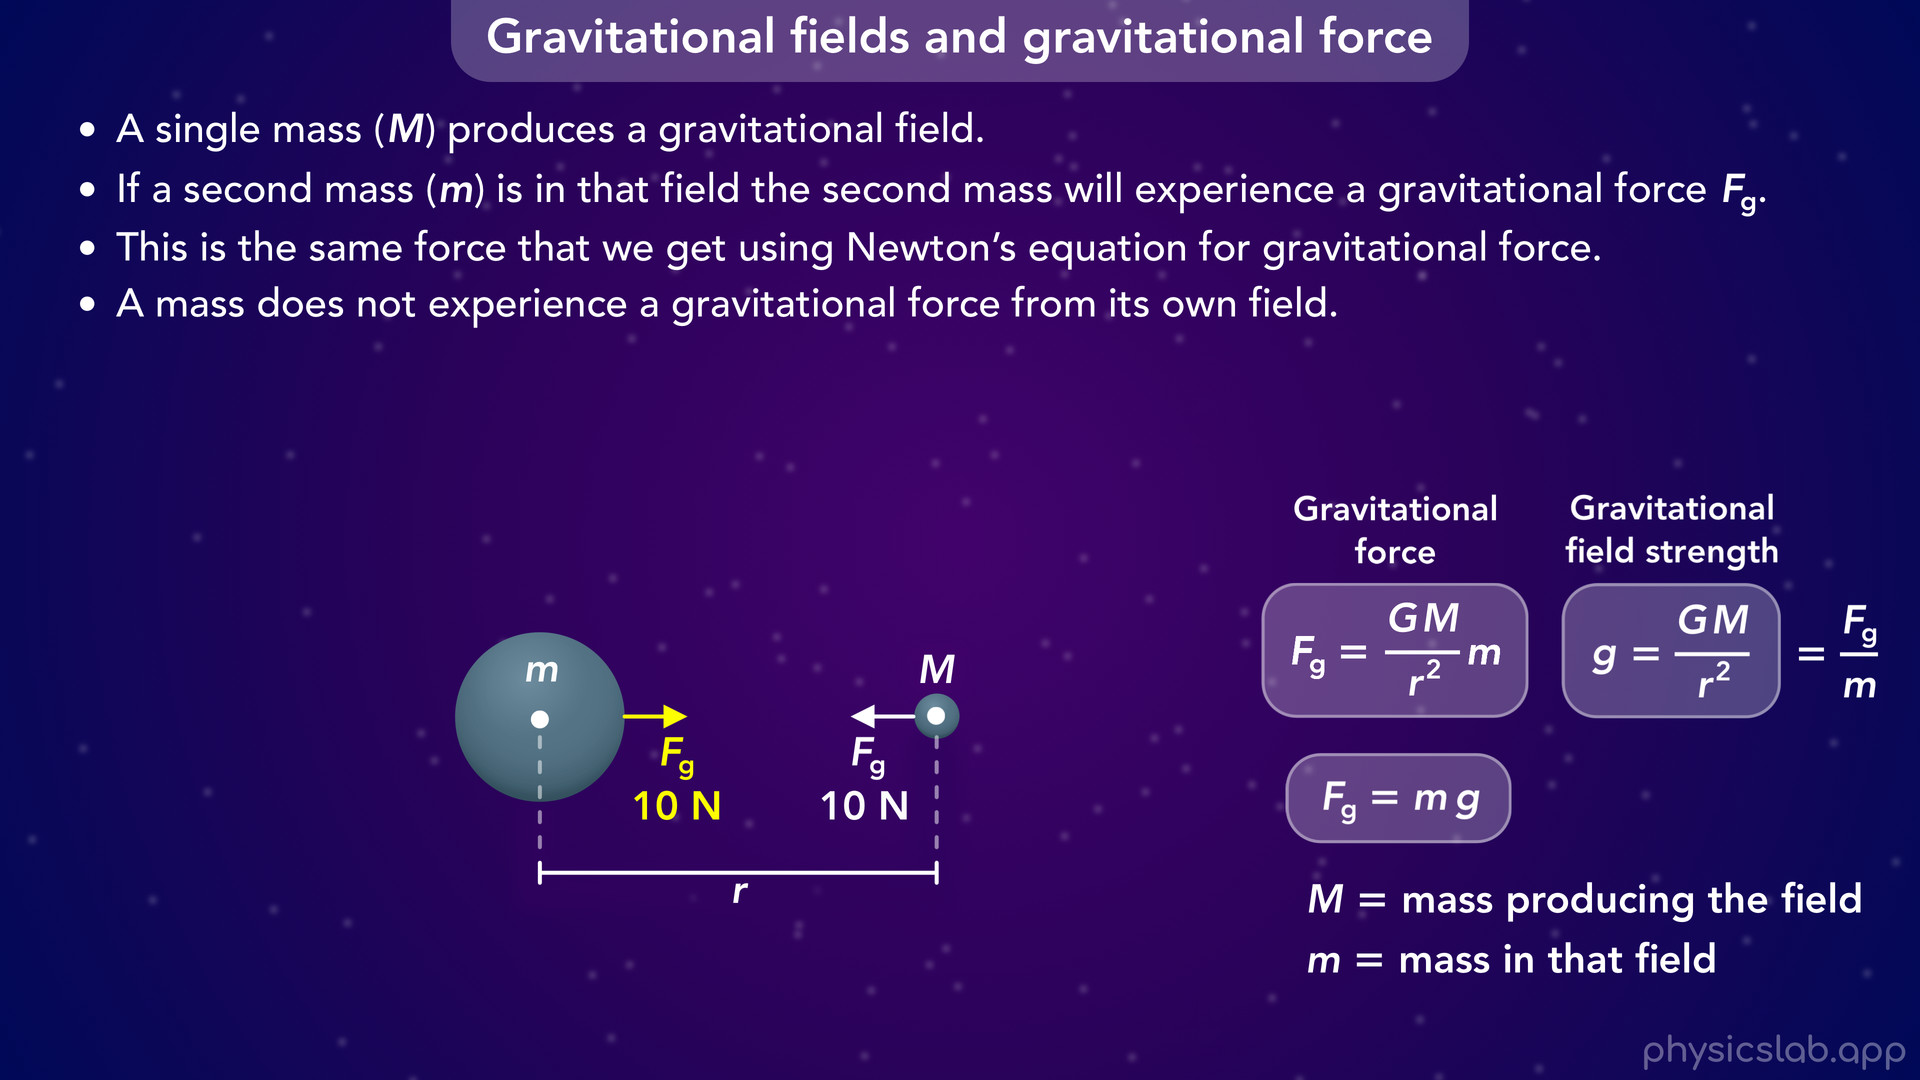 Gravitational fields and gravitational force
• A single mass (M) produces a gravitational field.
• If a second mass (m) is in that field the second mass will experience a gravitational force Fg.
• This is the same force that we get using Newton’s equation for gravitational force.
• A mass does not experience a gravitational force from its own field.
m
M
Fg
10 N
Fg
10 N
r
Gravitational
force
Fg = GM/r² m
Gravitational
field strength
g = GM/r² = Fg/m
Fg = m g
M = mass producing the field
m = mass in that field
physicslab.app